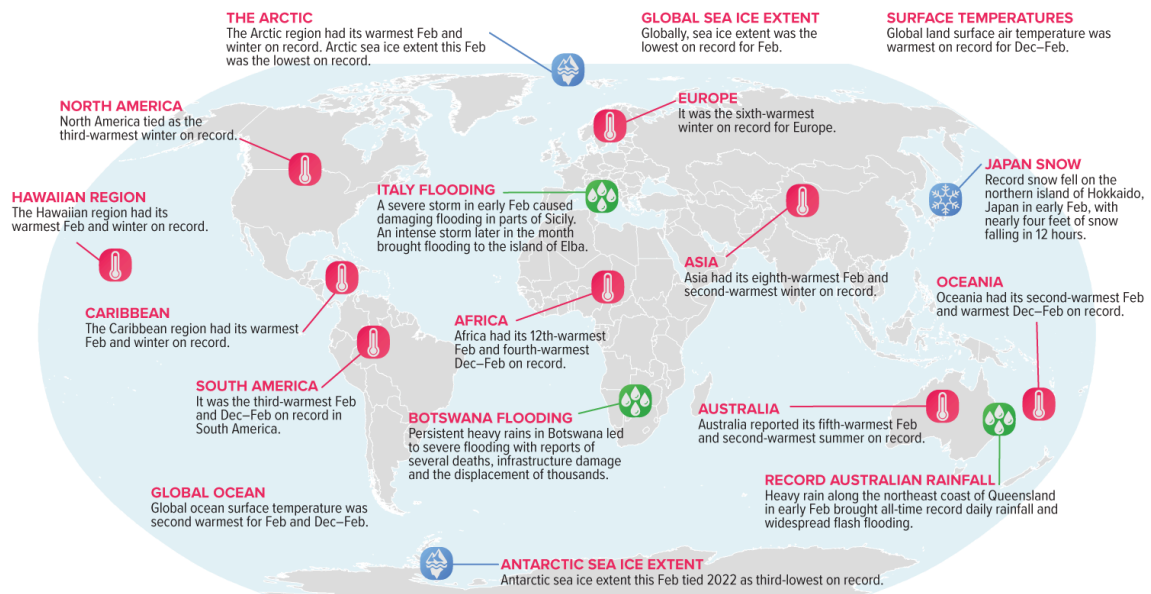 THE ARCTIC
The Arctic region had its warmest Feb and
winter on record. Arctic sea ice extent this Feb
was the lowest on record.
GLOBAL SEA ICE EXTENT
Globally, sea ice extent was the
lowest on record for Feb.
SURFACE TEMPERATURES
Global land surface air temperature was
warmest on record for Dec–Feb.
NORTH AMERICA
North America tied as the
third-warmest winter on record.
EUROPE
It was the sixth-warmest
winter on record for Europe.
JAPAN SNOW
Record snow fell on the
northern island of Hokkaido,
Japan in early Feb, with
nearly four feet of snow
falling in 12 hours.
HAWAIIAN REGION
The Hawaiian region had its
warmest Feb and winter on record.
ITALY FLOODING
A severe storm in early Feb caused
damaging flooding in parts of Sicily.
An intense storm later in the month
brought flooding to the island of Elba.
ASIA
Asia had its eighth-warmest Feb and
second-warmest winter on record.
OCEANIA
Oceania had its second-warmest Feb
and warmest Dec–Feb on record.
CARIBBEAN
The Caribbean region had its warmest
Feb and winter on record.
AFRICA
Africa had its 12th-warmest
Feb and fourth-warmest
Dec–Feb on record.
SOUTH AMERICA
It was the third-warmest Feb
and Dec–Feb on record in
South America.
BOTSWANA FLOODING
Persistent heavy rains in Botswana led
to severe flooding with reports of
several deaths, infrastructure damage
and the displacement of thousands.
AUSTRALIA
Australia reported its fifth-warmest Feb
and second-warmest summer on record.
RECORD AUSTRALIAN RAINFALL
Heavy rain along the northeast coast of Queensland
in early Feb brought all-time record daily rainfall and
widespread flash flooding.
GLOBAL OCEAN
Global ocean surface temperature was
second warmest for Feb and Dec–Feb.
ANTARCTIC SEA ICE EXTENT
Antarctic sea ice extent this Feb tied 2022 as third-lowest on record.